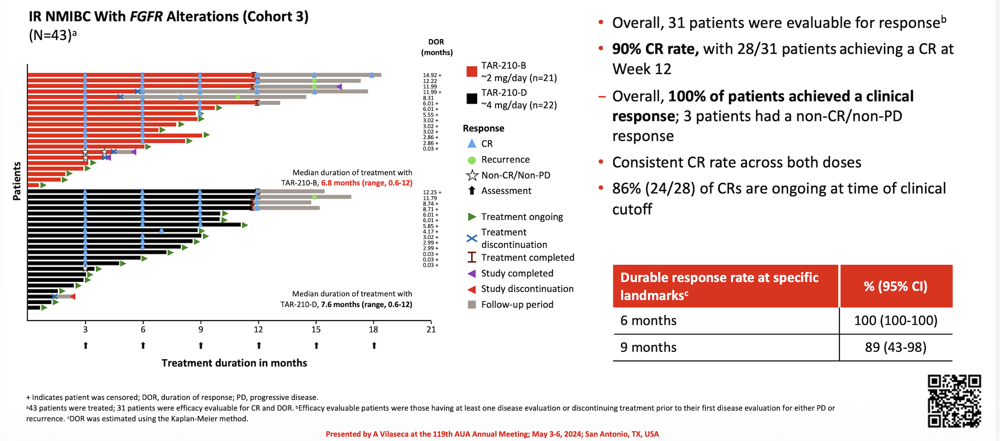 IR NMIBC With FGFR Alterations (Cohort 3)
(N=43)a
DOR
(months)
14.92 +
12.22
11.99
11.99 +
8.31
6.01 +
6.01 +
5.55 +
3.02 +
3.02 +
3.02 +
2.86 +
2.86 +
0.03 +
Patients
Median duration of treatment with
TAR-210-B, 6.8 months (range, 0.6-12)
12.25 +
11.79
8.74 +
8.71 +
6.01 +
6.01 +
5.85 +
4.17 +
3.02 +
2.99 +
2.99 +
0.03 +
0.03 +
0.03 +
Median duration of treatment with
TAR-210-D, 7.6 months (range, 0.6-12)
3 6 9 12 15 18 21
Treatment duration in months
TAR-210-B
~2 mg/day (n=21)
TAR-210-D
~4 mg/day (n=22)
Response
CR
Recurrence
Non-CR/Non-PD
Assessment
Treatment ongoing
Treatment
discontinuation
Treatment completed
Study completed
Study discontinuation
Follow-up period
• Overall, 31 patients were evaluable for responseb
• 90% CR rate, with 28/31 patients achieving a CR at
Week 12
– Overall, 100% of patients achieved a clinical
response; 3 patients had a non-CR/non-PD
response
• Consistent CR rate across both doses
• 86% (24/28) of CRs are ongoing at time of clinical
cutoff
Durable response rate at specific
landmarksc
% (95% CI)
6 months 100 (100-100)
9 months 89 (43-98)
+ Indicates patient was censored; DOR, duration of response; PD, progressive disease.
a43 patients were treated; 31 patients were efficacy evaluable for CR and DOR. bEfficacy evaluable patients were those having at least one disease evaluation or discontinuing treatment prior to their first disease evaluation for either PD or
recurrence. cDOR was estimated using the Kaplan-Meier method.
Presented by A Vilaseca at the 119th AUA Annual Meeting; May 3-6, 2024; San Antonio, TX, USA